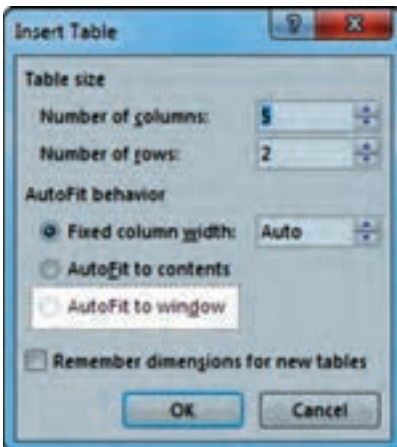 Insert Table
Table size
Number of columns: 5
Number of rows: 2
AutoFit behavior
Fixed column width: Auto
AutoFit to contents
AutoFit to window
Remember dimensions for new tables
OK Cancel